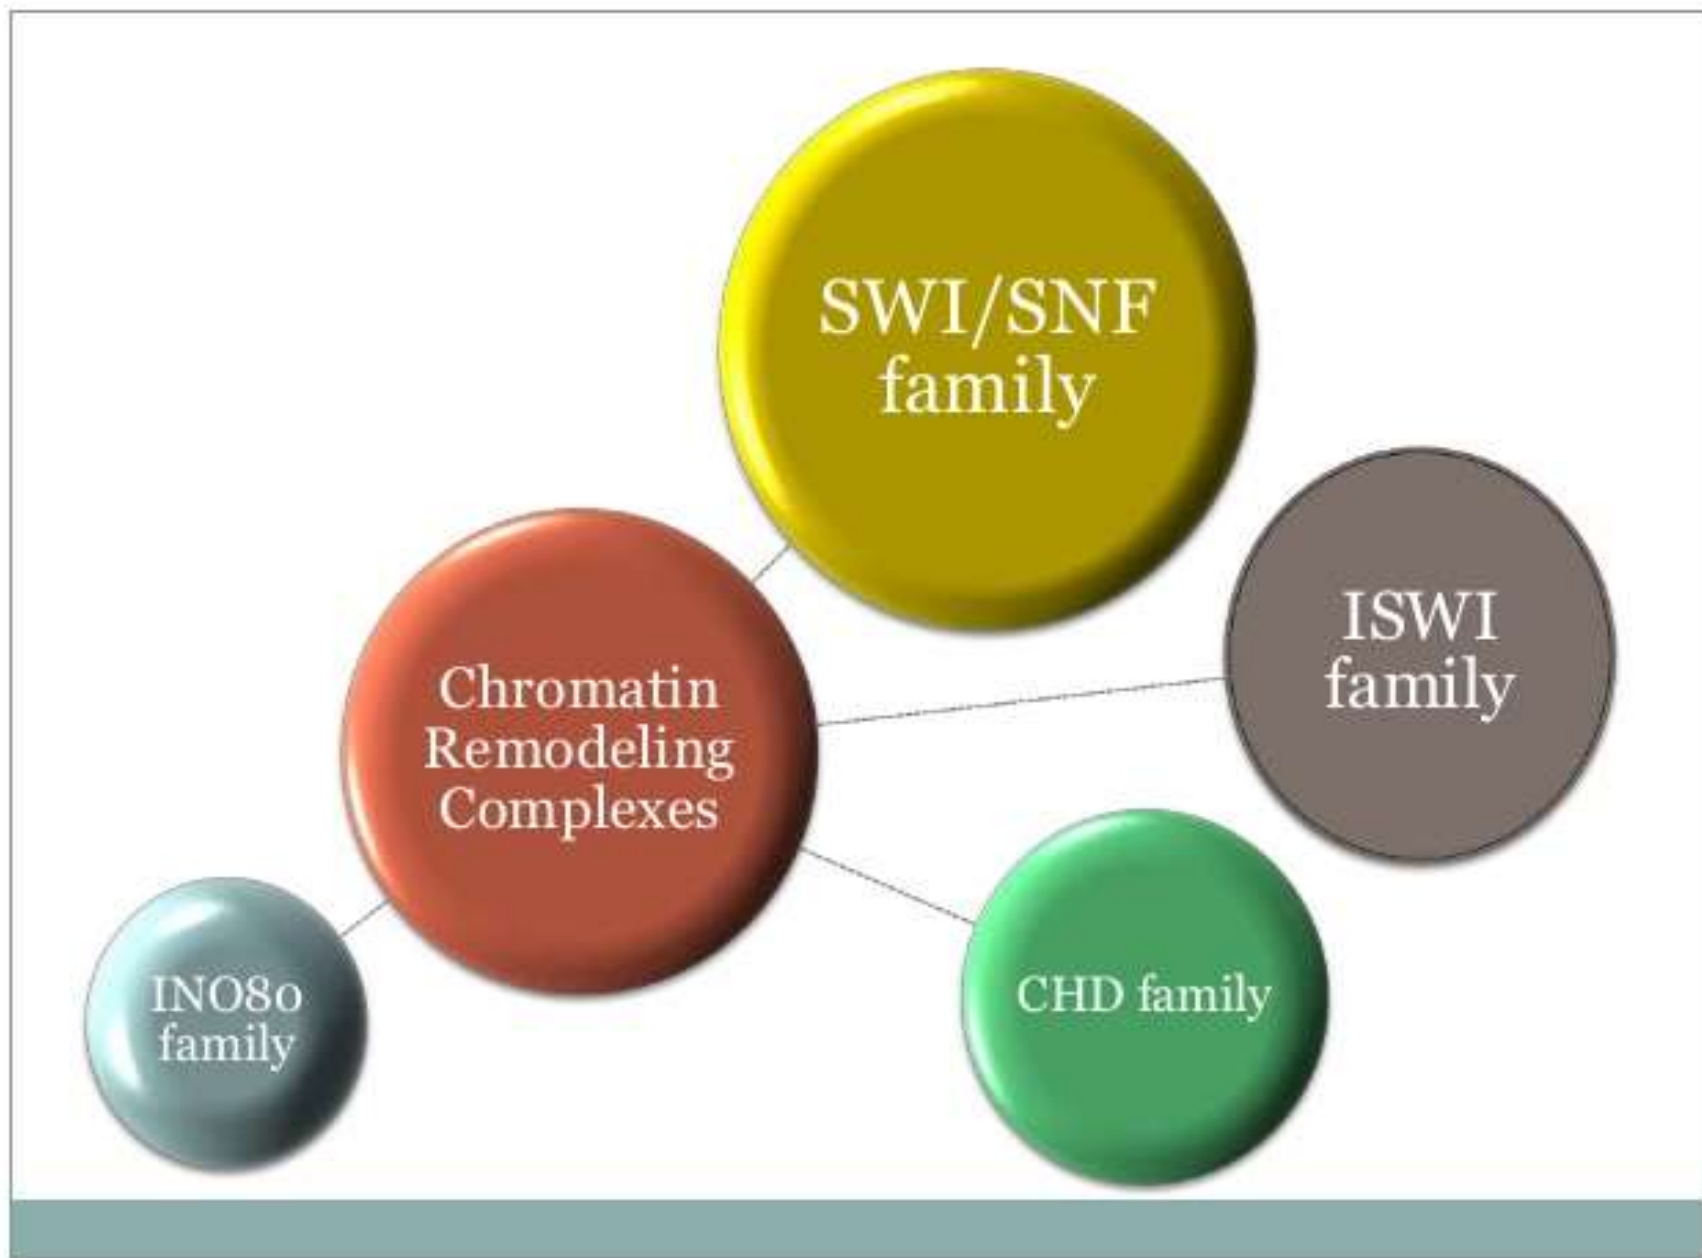 SWI/SNF
family
ISWI
family
Chromatin
Remodeling
Complexes
INO80
family
CHD family